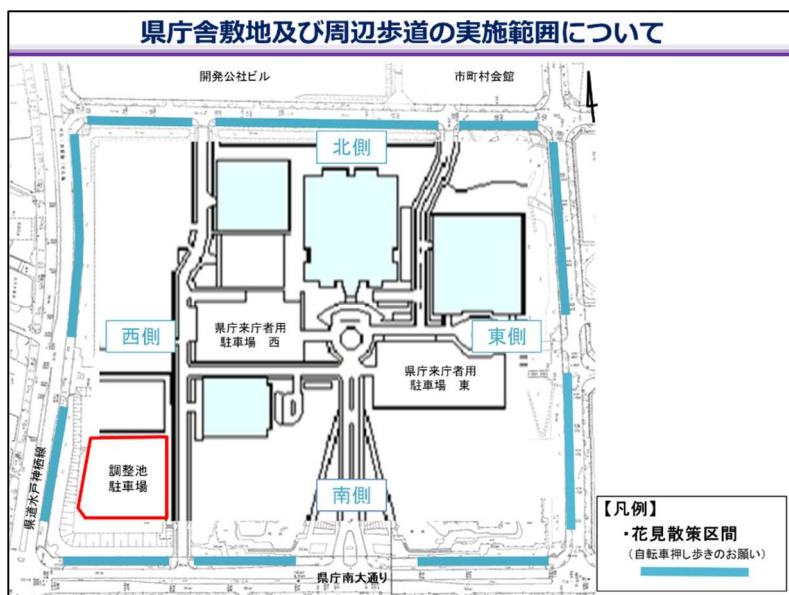 県庁舎敷地及び周辺歩道の実施範囲について
開発公社ビル
市町村会館
北側
西側
県庁来庁者用
駐車場 西
東側
県庁来庁者用
駐車場 東
調整池
駐車場
県道水戸神栖線
南側
県庁南大通り
【凡例】
・花見散策区間
(自転車押し歩きのお願い)